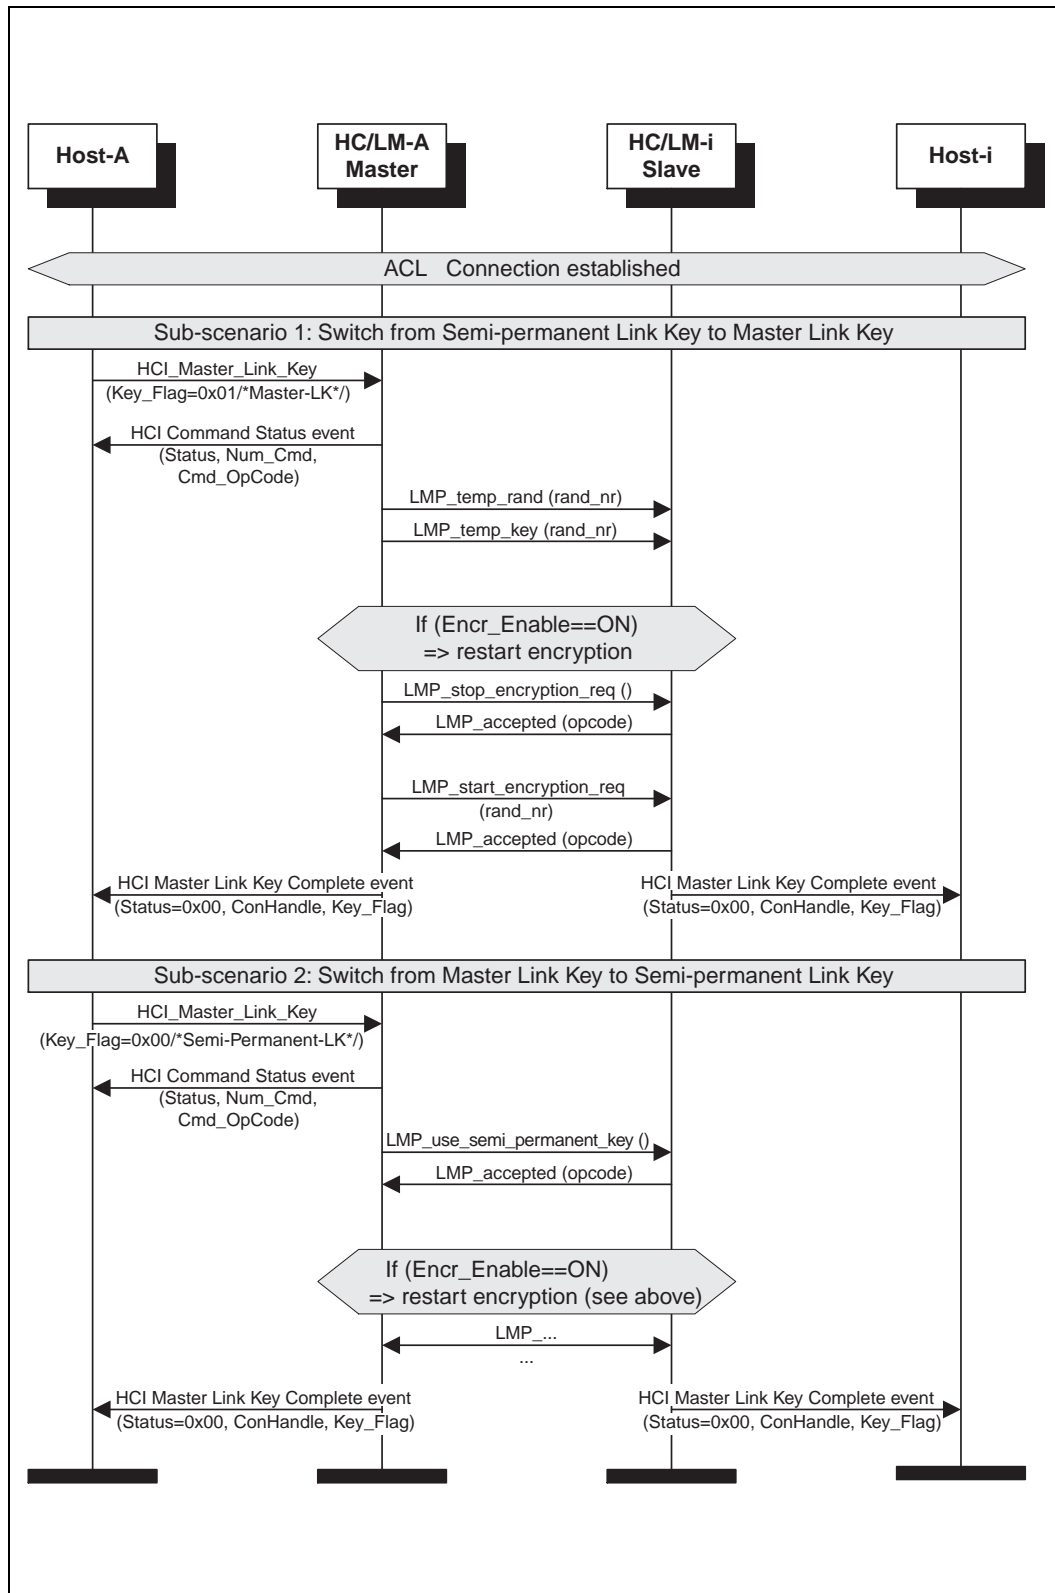 Host-A
HC/LM-A
Master
HC/LM-i
Slave
Host-i
ACL Connection established
Sub-scenario 1: Switch from Semi-permanent Link Key to Master Link Key
HCI_Master_Link_Key
(Key_Flag=0x01/*Master-LK*/)
HCI Command Status event
(Status, Num_Cmd,
Cmd_OpCode)
LMP_temp_rand (rand_nr)
LMP_temp_key (rand_nr)
If (Encr_Enable==ON)
=> restart encryption
LMP_stop_encryption_req ()
LMP_accepted (opcode)
LMP_start_encryption_req
(rand_nr)
LMP_accepted (opcode)
HCI Master Link Key Complete event
(Status=0x00, ConHandle, Key_Flag)
HCI Master Link Key Complete event
(Status=0x00, ConHandle, Key_Flag)
Sub-scenario 2: Switch from Master Link Key to Semi-permanent Link Key
HCI_Master_Link_Key
(Key_Flag=0x00/*Semi-Permanent-LK*/)
HCI Command Status event
(Status, Num_Cmd,
Cmd_OpCode)
LMP_use_semi_permanent_key ()
LMP_accepted (opcode)
If (Encr_Enable==ON)
=> restart encryption (see above)
LMP_...
...
HCI Master Link Key Complete event
(Status=0x00, ConHandle, Key_Flag)
HCI Master Link Key Complete event
(Status=0x00, ConHandle, Key_Flag)